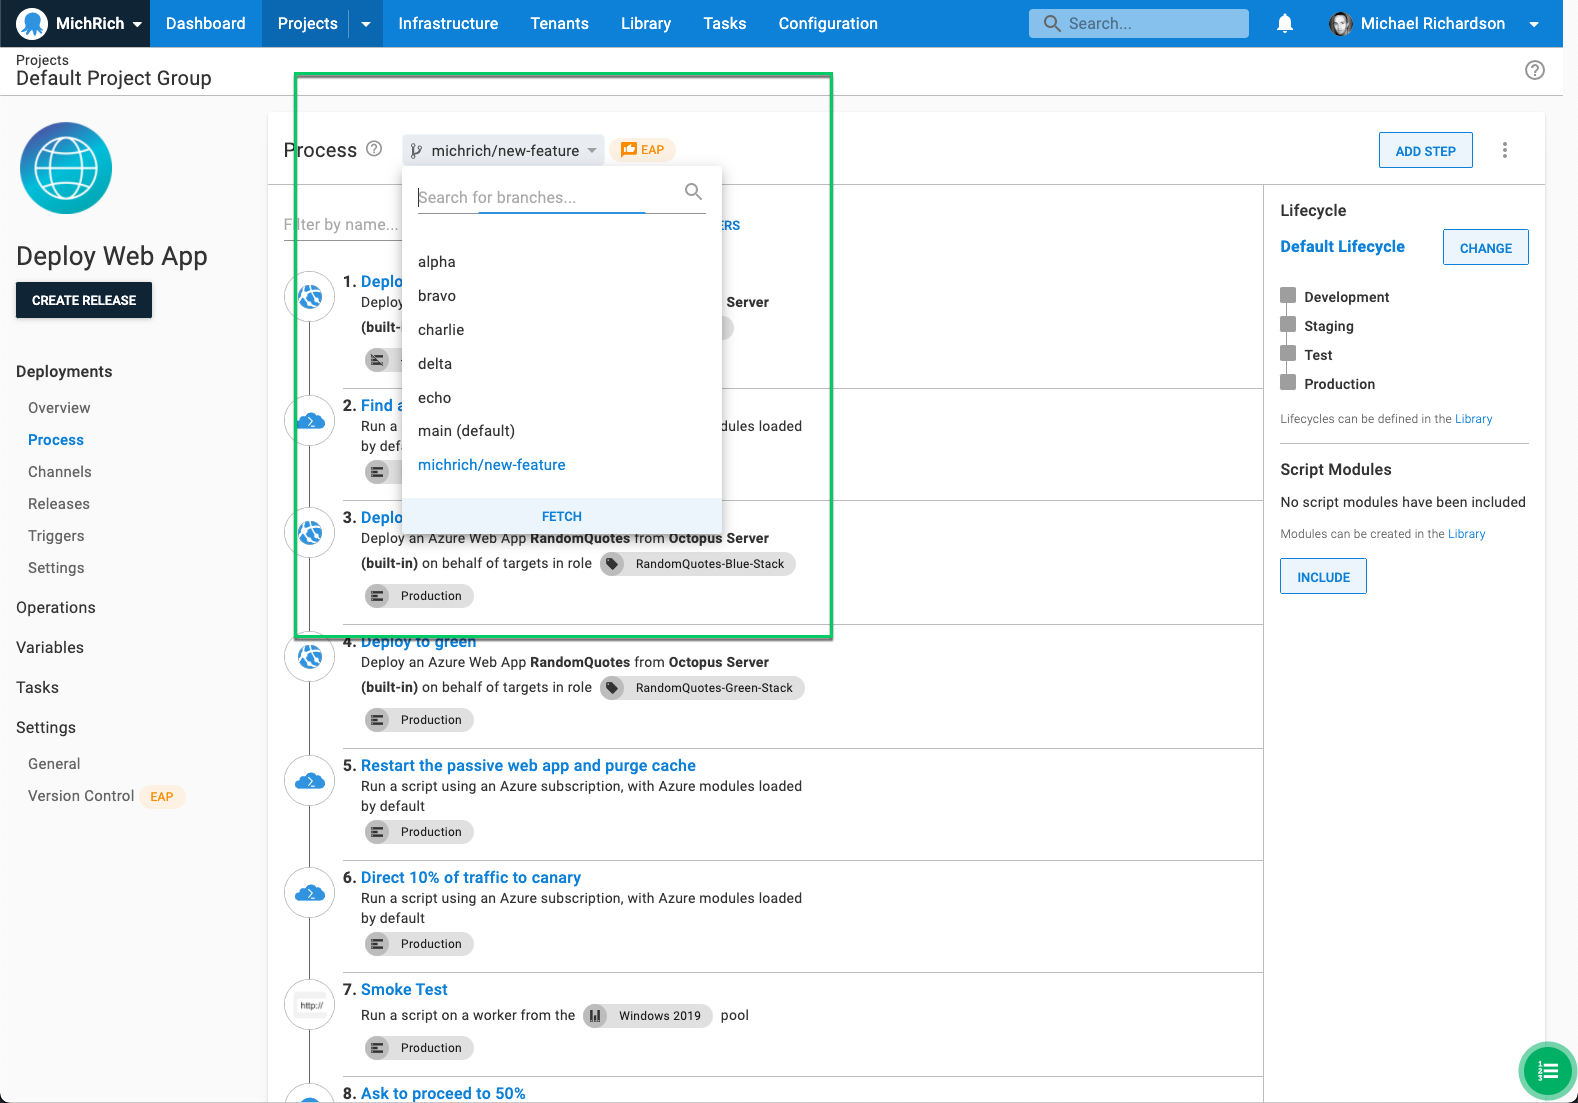 MichRich
Dashboard
Projects
Infrastructure
Tenants
Library
Tasks
Configuration
Search...
Michael Richardson
Projects
Default Project Group
Deploy Web App
CREATE RELEASE
Deployments
Overview
Process
Channels
Releases
Triggers
Settings
Operations
Variables
Tasks
Settings
General
Version Control EAP
Process
michrich/new-feature
EAP
ADD STEP
Search for branches...
alpha
bravo
charlie
delta
echo
main (default)
michrich/new-feature
FETCH
Filter by name...
ERS
1. Deplo
Deploy
Server
(built-
2. Find a
Run a
dules loaded
by defa
3. Deplo
Deploy an Azure Web App RandomQuotes from Octopus Server
(built-in) on behalf of targets in role RandomQuotes-Blue-Stack
Production
4. Deploy to green
Deploy an Azure Web App RandomQuotes from Octopus Server
(built-in) on behalf of targets in role RandomQuotes-Green-Stack
Production
5. Restart the passive web app and purge cache
Run a script using an Azure subscription, with Azure modules loaded
by default
Production
6. Direct 10% of traffic to canary
Run a script using an Azure subscription, with Azure modules loaded
by default
Production
7. Smoke Test
http://
Run a script on a worker from the Windows 2019 pool
Production
8. Ask to proceed to 50%
Lifecycle
Default Lifecycle
CHANGE
Development
Staging
Test
Production
Lifecycles can be defined in the Library
Script Modules
No script modules have been included
Modules can be created in the Library
INCLUDE